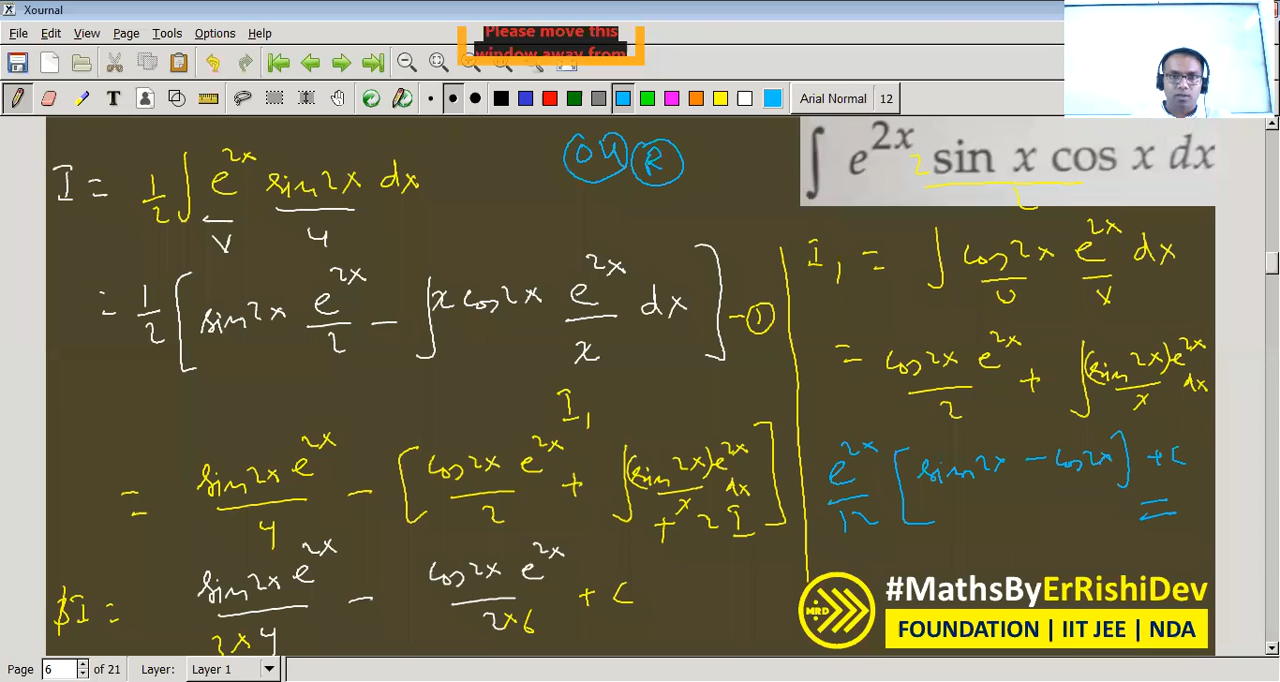 Xournal
File Edit View Page Tools Options Help
Please move this
window away from
Arial Normal 12
∫ e^{2x} sin x cos x dx
2
2
O U R
I = 1/2 ∫ e^{2x} sin2x dx
V U
= 1/2 [ sin2x e^{2x}/2 - ∫ x cos2x e^{2x}/x dx ] - ①
I₁
= sin2x e^{2x}/4 - [ cos2x e^{2x}/2 + ∫ (sin2x) e^{2x}/x dx ]
+ 2 I
I = sin2x e^{2x}/2×4 - cos2x e^{2x}/2×6 + C
I₁ = ∫ cos2x e^{2x} dx
U V
= cos2x e^{2x}/2 + ∫ (sin2x) e^{2x}/x dx
e^{2x}/12 [ sin2x - cos2x ] + C
MRD
#MathsByErRishiDev
FOUNDATION | IIT JEE | NDA
Page 6 of 21 Layer: Layer 1